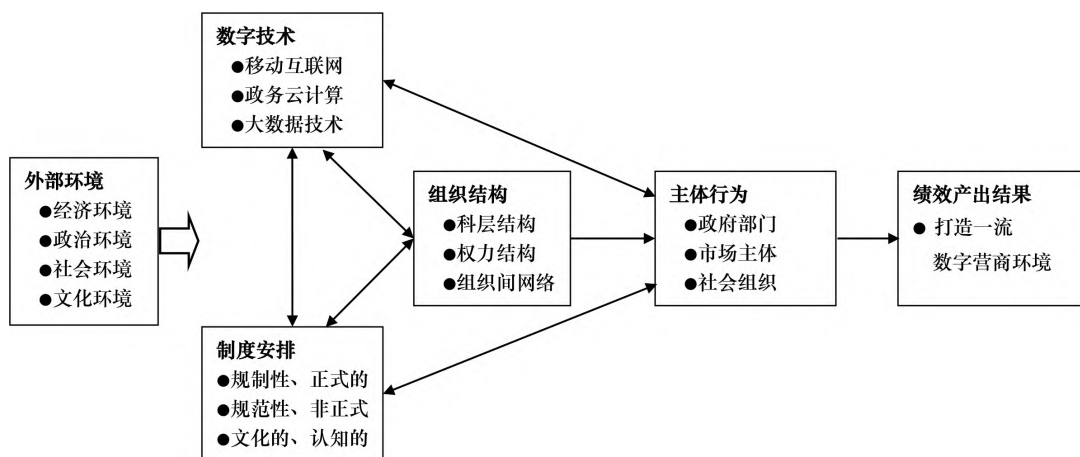 外部环境
●经济环境
●政治环境
●社会环境
●文化环境
数字技术
●移动互联网
●政务云计算
●大数据技术
制度安排
●规制性、正式的
●规范性、非正式
●文化的、认知的
组织结构
●科层结构
●权力结构
●组织间网络
主体行为
●政府部门
●市场主体
●社会组织
绩效产出结果
● 打造一流
数字营商环境